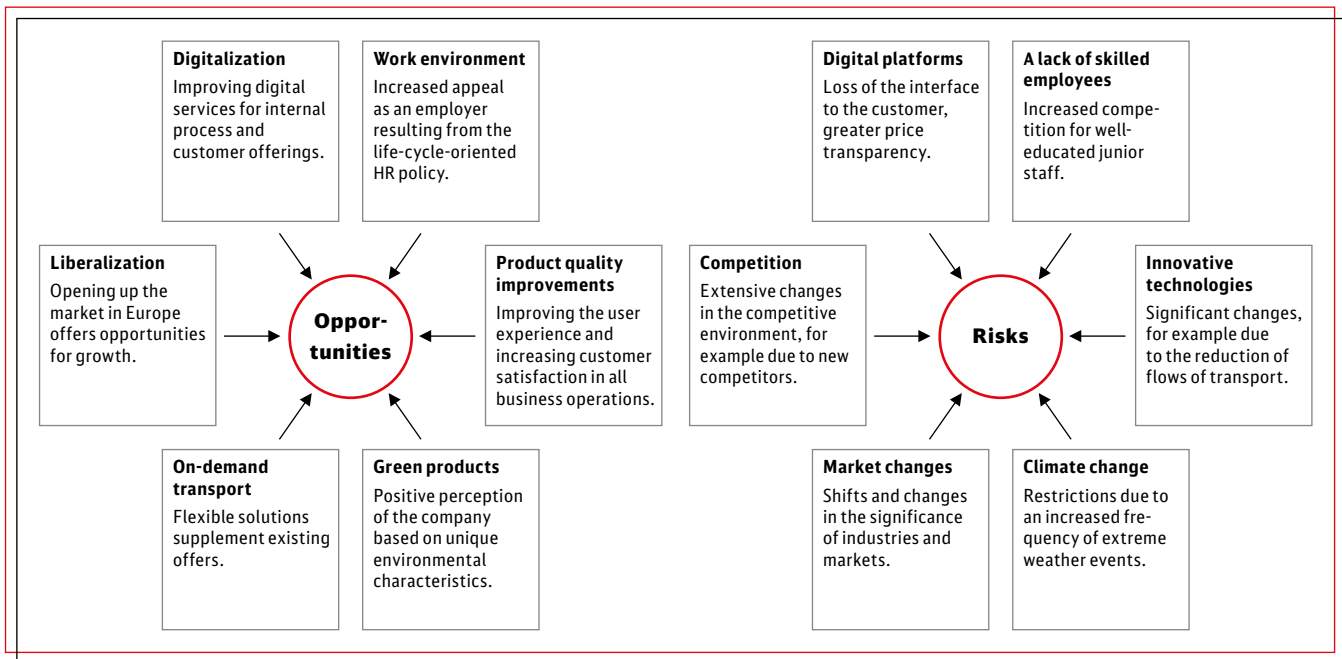 Digitalization
Improving digital
services for internal
process and
customer offerings.
Work environment
Increased appeal
as an employer
resulting from the
life-cycle-oriented
HR policy.
Liberalization
Opening up the
market in Europe
offers opportunities
for growth.
Oppor-
tunities
Product quality
improvements
Improving the user
experience and
increasing customer
satisfaction in all
business operations.
On-demand
transport
Flexible solutions
supplement existing
offers.
Green products
Positive perception
of the company
based on unique
environmental
characteristics.
Digital platforms
Loss of the interface
to the customer,
greater price
transparency.
A lack of skilled
employees
Increased compe-
tition for well-
educated junior
staff.
Competition
Extensive changes
in the competitive
environment, for
example due to new
competitors.
Risks
Innovative
technologies
Significant changes,
for example due
to the reduction of
flows of transport.
Market changes
Shifts and changes
in the significance
of industries and
markets.
Climate change
Restrictions due to
an increased fre-
quency of extreme
weather events.